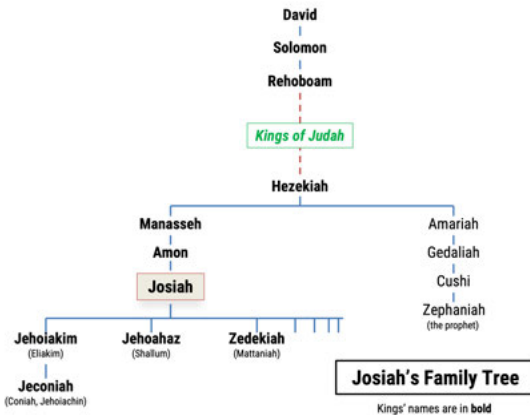 David
Solomon
Rehoboam
Kings of Judah
Hezekiah
Manasseh
Amariah
Amon
Gedaliah
Josiah
Cushi
Zephaniah
(the prophet)
Jehoiakim
(Eliakim)
Jehoahaz
(Shallum)
Zedekiah
(Mattaniah)
Jeconiah
(Coniah, Jehoiachin)
Josiah's Family Tree
Kings' names are in bold